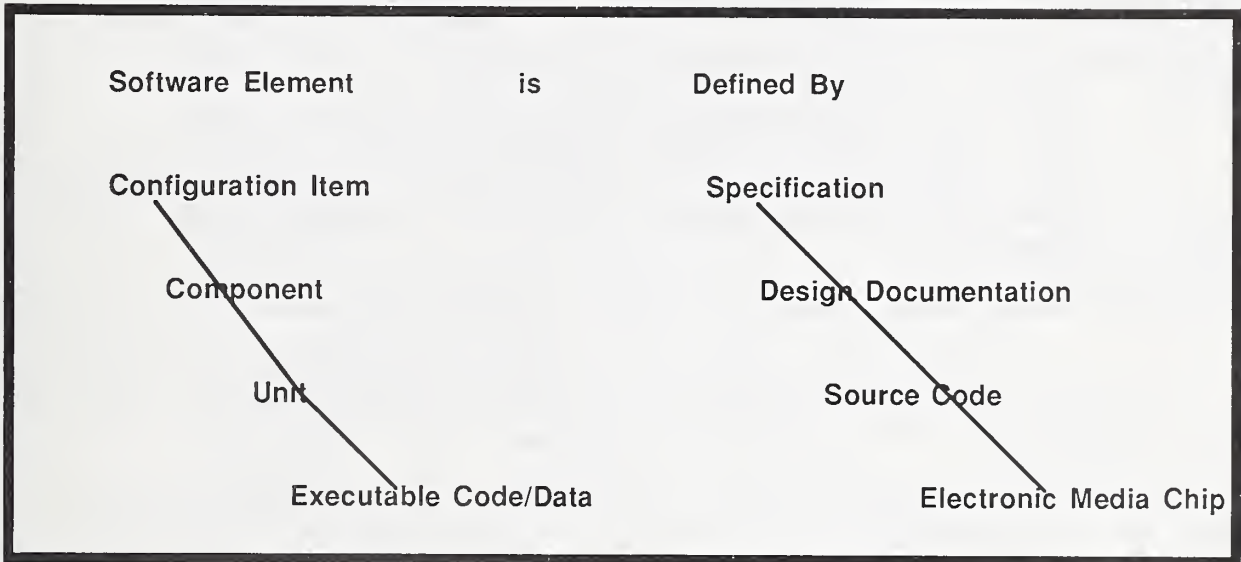 Software Element is Defined By
Configuration Item Specification
Component Design Documentation
Unit Source Code
Executable Code/Data Electronic Media Chip